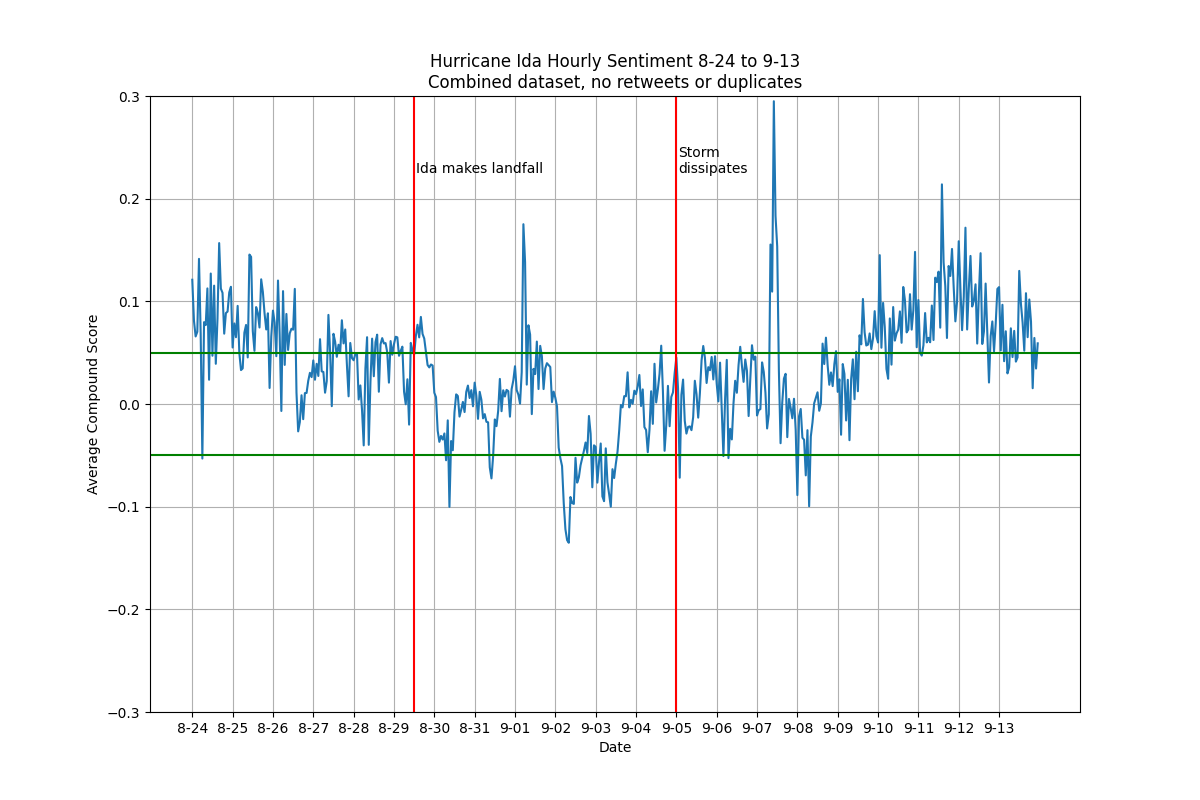 Hurricane Ida Hourly Sentiment 8-24 to 9-13
Combined dataset, no retweets or duplicates
0.3
0.2
0.1
0.0
−0.1
−0.2
−0.3
Average Compound Score
Ida makes landfall
Storm
dissipates
8-24 8-25 8-26 8-27 8-28 8-29 8-30 8-31 9-01 9-02 9-03 9-04 9-05 9-06 9-07 9-08 9-09 9-10 9-11 9-12 9-13
Date